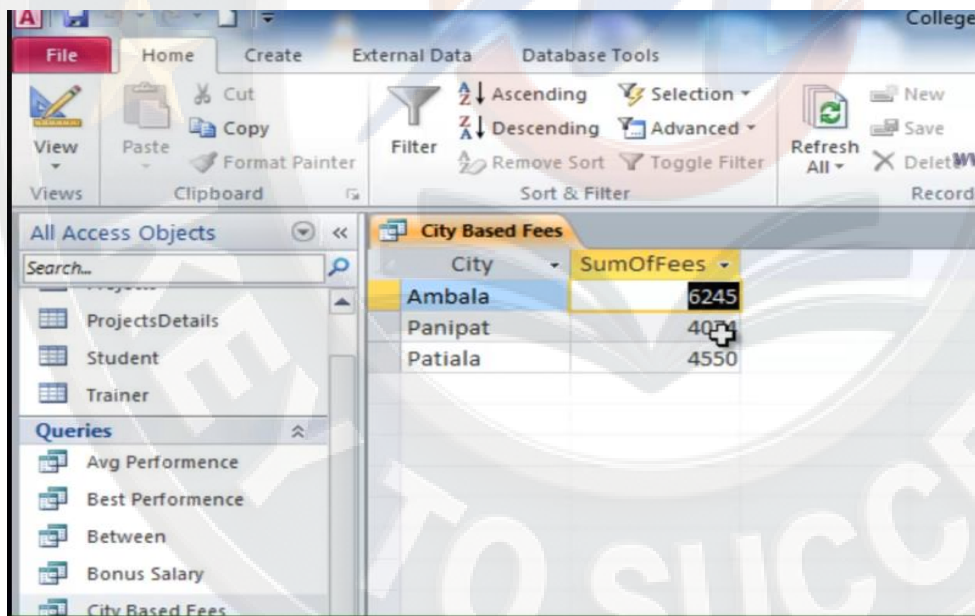 A
College
File Home Create External Data Database Tools
View
Views
Paste
Cut
Copy
Format Painter
Clipboard
Filter
Ascending
Descending
Remove Sort
Selection
Advanced
Toggle Filter
Sort & Filter
Refresh
All
New
Save
Record
All Access Objects
Search...
ProjectsDetails
Student
Trainer
Queries
Avg Performence
Best Performence
Between
Bonus Salary
City Based Fees
City Based Fees
City SumOfFees
Ambala 6245
Panipat
Patiala 4550
TO SUCC